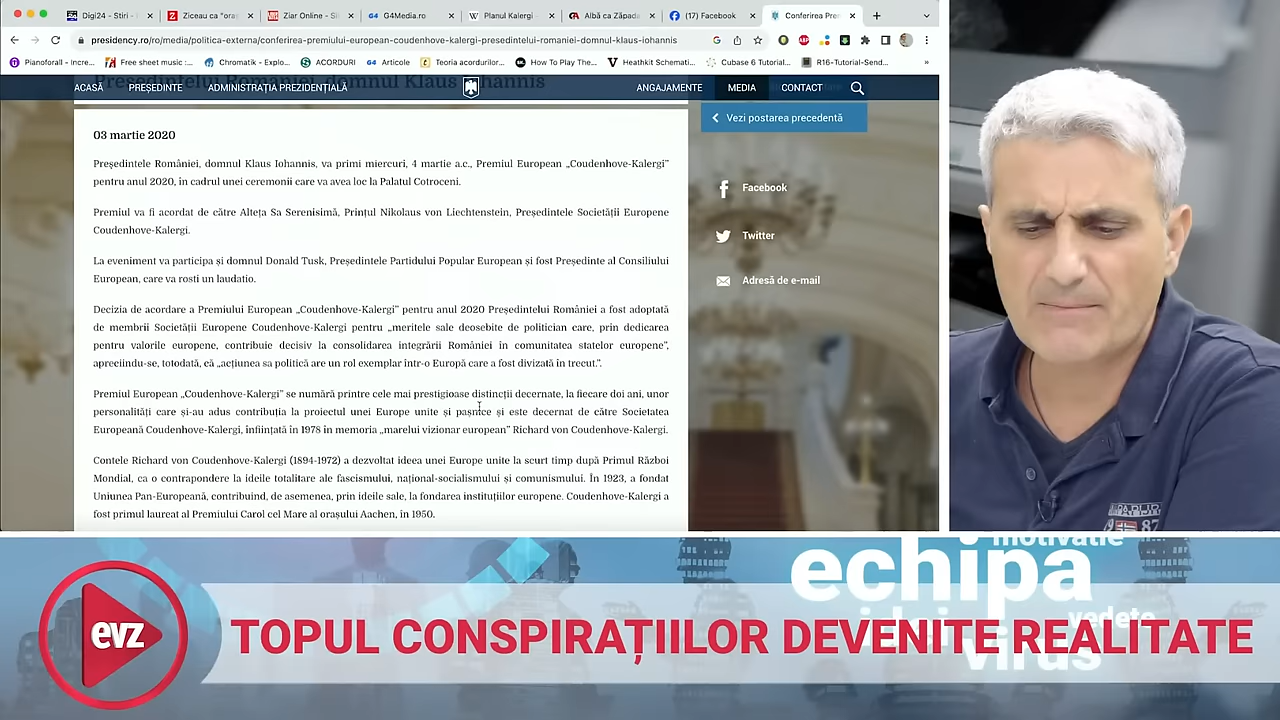 Digi24 - Stiri -
Ziceau ca "oraș
Ziar Online - Și
G4Media.ro
Planul Kalergi -
Albă ca Zăpada
(17) Facebook
Conferirea Pre
presidency.ro/ro/media/politica-externa/conferirea-premiului-european-coudenhove-kalergi-presedintelui-romaniei-domnul-klaus-iohannis
Pianoforall - Incre...
Free sheet music :...
Chromatik - Explo...
ACORDURI
G4 Articole
Teoria acordurilor...
How To Play The...
Heathkit Schemati...
Cubase 6 Tutorial...
R16-Tutorial-Send...
Președintelui României, domnul Klaus Iohannis
ACASĂ PREȘEDINTE ADMINISTRAȚIA PREZIDENȚIALĂ ANGAJAMENTE MEDIA CONTACT
Vezi postarea precedentă
03 martie 2020
Președintele României, domnul Klaus Iohannis, va primi miercuri, 4 martie a.c., Premiul European „Coudenhove-Kalergi”
pentru anul 2020, în cadrul unei ceremonii care va avea loc la Palatul Cotroceni.
Premiul va fi acordat de către Alteța Sa Serenisimă, Prințul Nikolaus von Liechtenstein, Președintele Societății Europene
Coudenhove-Kalergi.
La eveniment va participa și domnul Donald Tusk, Președintele Partidului Popular European și fost Președinte al Consiliului
European, care va rosti un laudatio.
Decizia de acordare a Premiului European „Coudenhove-Kalergi” pentru anul 2020 Președintelui României a fost adoptată
de membrii Societății Europene Coudenhove-Kalergi pentru „meritele sale deosebite de politician care, prin dedicarea
pentru valorile europene, contribuie decisiv la consolidarea integrării României în comunitatea statelor europene”,
apreciindu-se, totodată, că „acțiunea sa politică are un rol exemplar într-o Europă care a fost divizată în trecut.”.
Premiul European „Coudenhove-Kalergi” se numără printre cele mai prestigioase distincții decernate, la fiecare doi ani, unor
personalități care și-au adus contribuția la proiectul unei Europe unite și pașnice și este decernat de către Societatea
Europeană Coudenhove-Kalergi, înființată în 1978 în memoria „marelui vizionar european” Richard von Coudenhove-Kalergi.
Contele Richard von Coudenhove-Kalergi (1894-1972) a dezvoltat ideea unei Europe unite la scurt timp după Primul Război
Mondial, ca o contrapondere la ideile totalitare ale fascismului, național-socialismului și comunismului. În 1923, a fondat
Uniunea Pan-Europeană, contribuind, de asemenea, prin ideile sale, la fondarea instituțiilor europene. Coudenhove-Kalergi a
fost primul laureat al Premiului Carol cel Mare al orașului Aachen, în 1950.
Facebook
Twitter
Adresă de e-mail
NAPAPIJRI
19 87
motivatie
echipa
idei
vedete
virus
evz
TOPUL CONSPIRAȚIILOR DEVENITE REALITATE